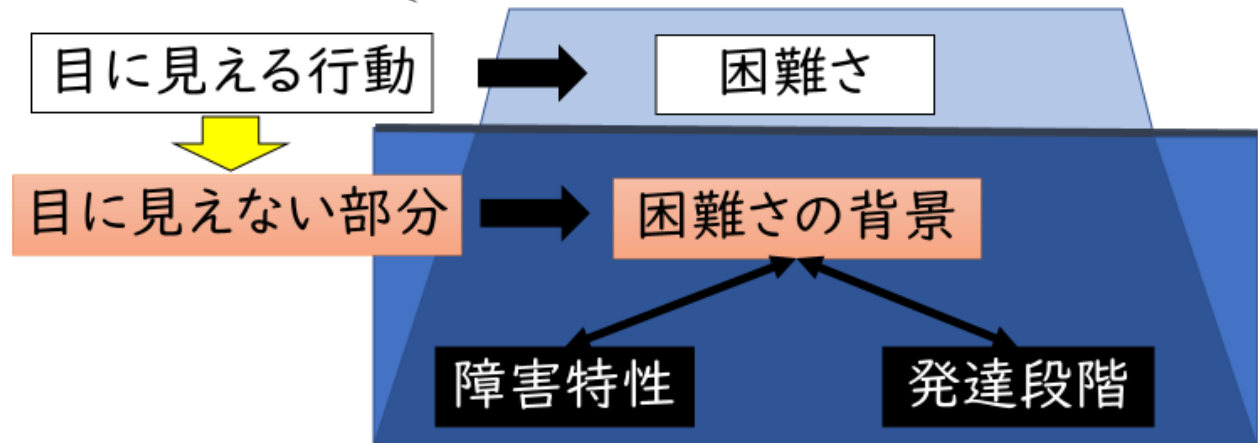 目に見える行動
困難さ
目に見えない部分
困難さの背景
障害特性
発達段階